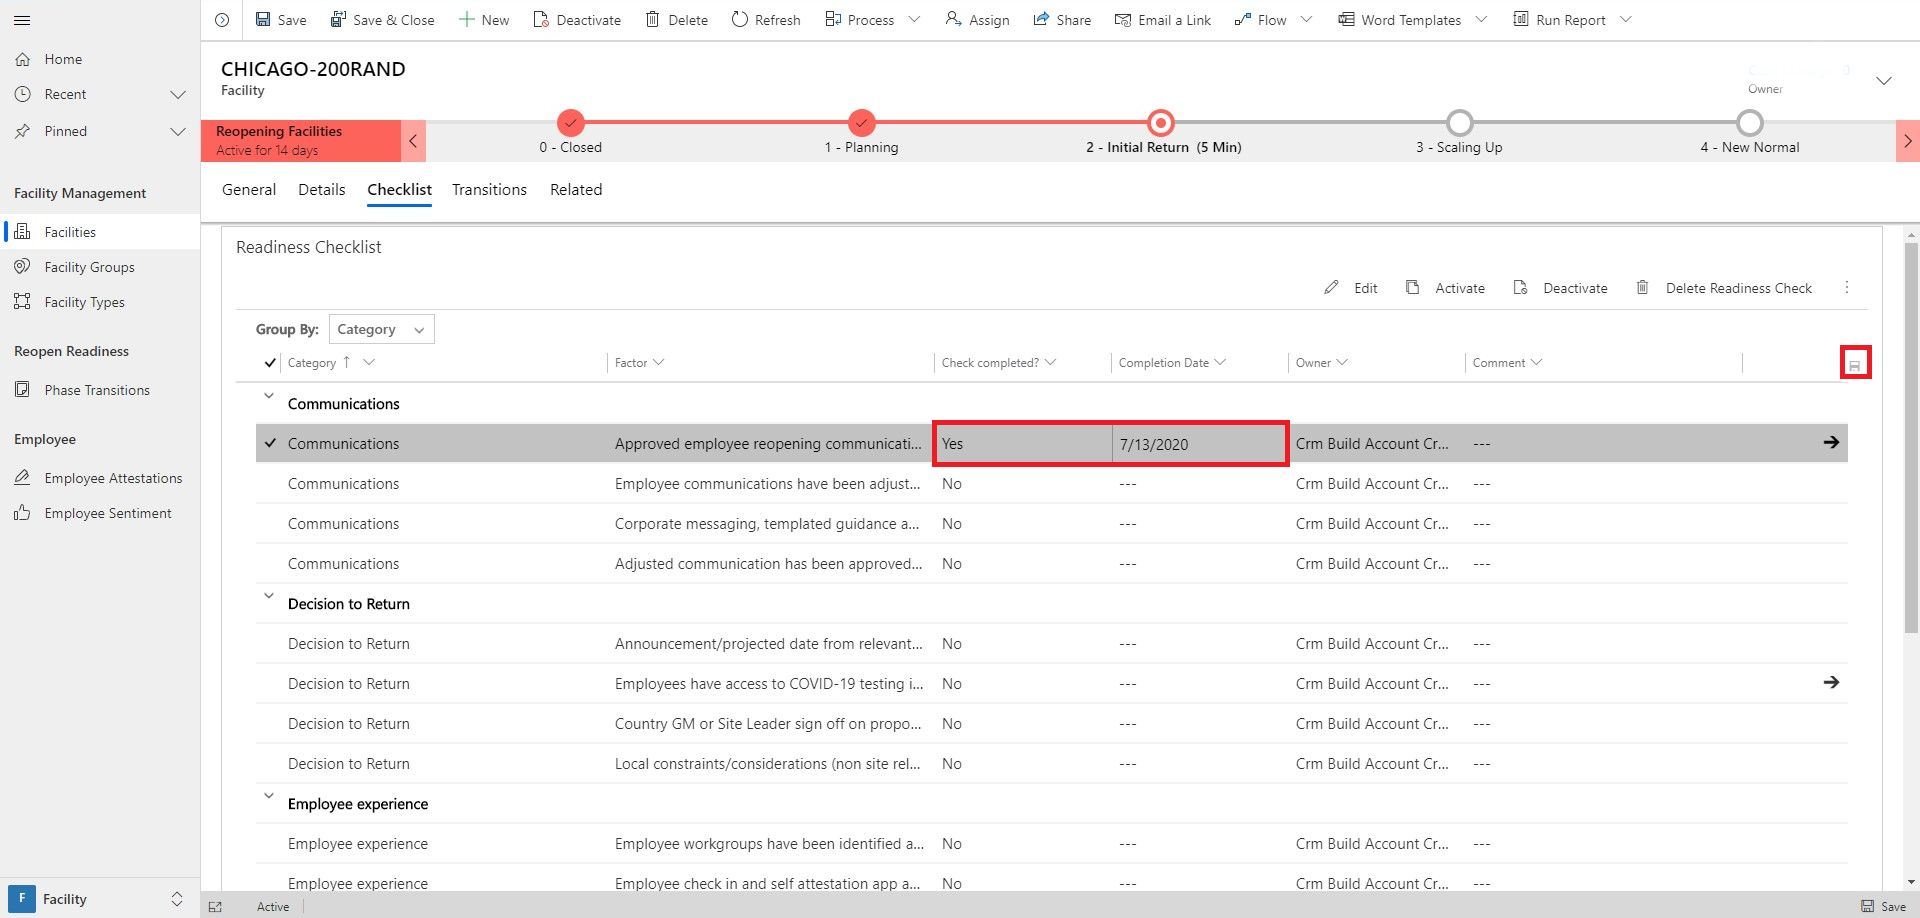 Save
Save & Close
New
Deactivate
Delete
Refresh
Process
Assign
Share
Email a Link
Flow
Word Templates
Run Report
Home
Recent
Pinned
Facility Management
Facilities
Facility Groups
Facility Types
Reopen Readiness
Phase Transitions
Employee
Employee Attestations
Employee Sentiment
F Facility
CHICAGO-200RAND
Facility
Owner
Reopening Facilities
Active for 14 days
0 - Closed
1 - Planning
2 - Initial Return (5 Min)
3 - Scaling Up
4 - New Normal
General Details Checklist Transitions Related
Readiness Checklist
Edit Activate Deactivate Delete Readiness Check
Group By: Category
Category Factor Check completed? Completion Date Owner Comment
Communications
Communications Approved employee reopening communicati... Yes 7/13/2020 Crm Build Account Cr... ---
Communications Employee communications have been adjust... No --- Crm Build Account Cr... ---
Communications Corporate messaging, templated guidance a... No --- Crm Build Account Cr... ---
Communications Adjusted communication has been approved... No --- Crm Build Account Cr... ---
Decision to Return
Decision to Return Announcement/projected date from relevant... No --- Crm Build Account Cr... ---
Decision to Return Employees have access to COVID-19 testing i... No --- Crm Build Account Cr... ---
Decision to Return Country GM or Site Leader sign off on propo... No --- Crm Build Account Cr... ---
Decision to Return Local constraints/considerations (non site rel... No --- Crm Build Account Cr... ---
Employee experience
Employee experience Employee workgroups have been identified a... No --- Crm Build Account Cr... ---
Employee experience Employee check in and self attestation app a... No --- Crm Build Account Cr... ---
Active
Save